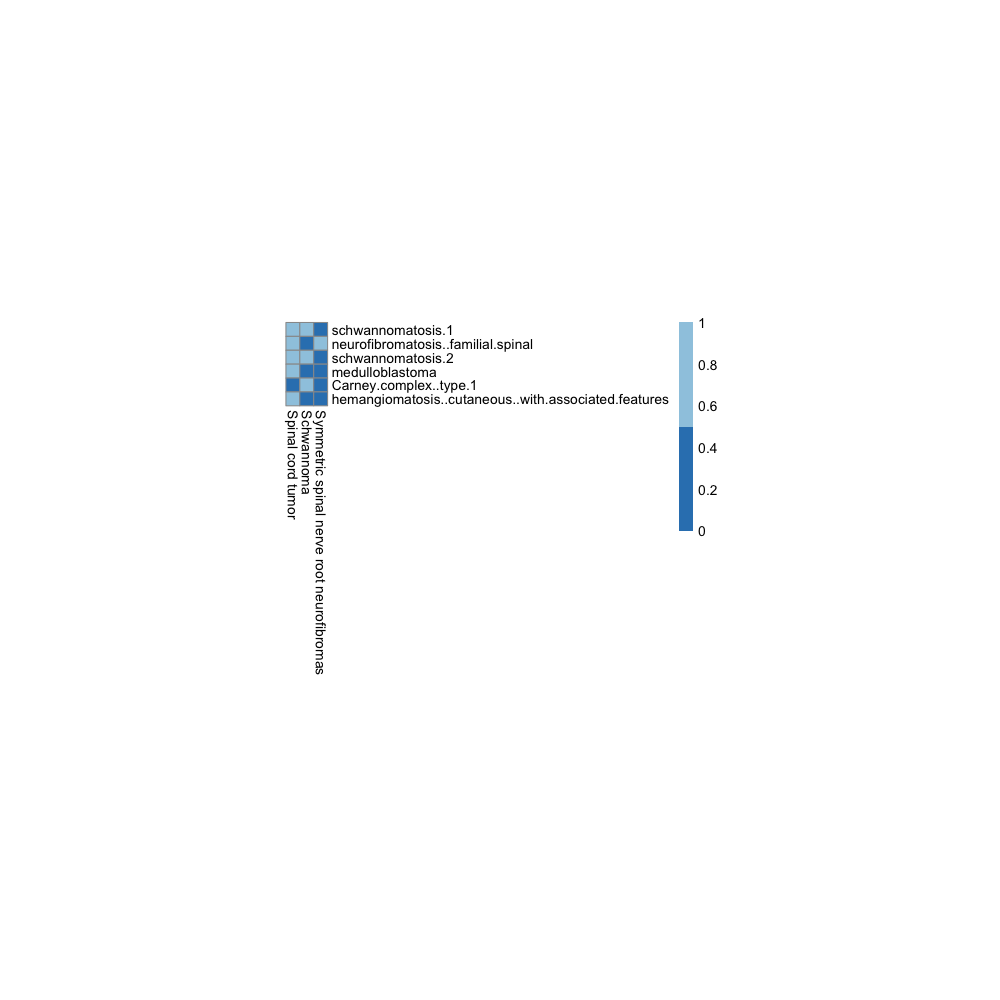 schwannomatosis.1
neurofibromatosis..familial.spinal
schwannomatosis.2
medulloblastoma
Carney.complex..type.1
hemangiomatosis..cutaneous..with.associated.features
Spinal cord tumor
Schwannoma
Symmetric spinal nerve root neurofibromas
1
0.8
0.6
0.4
0.2
0